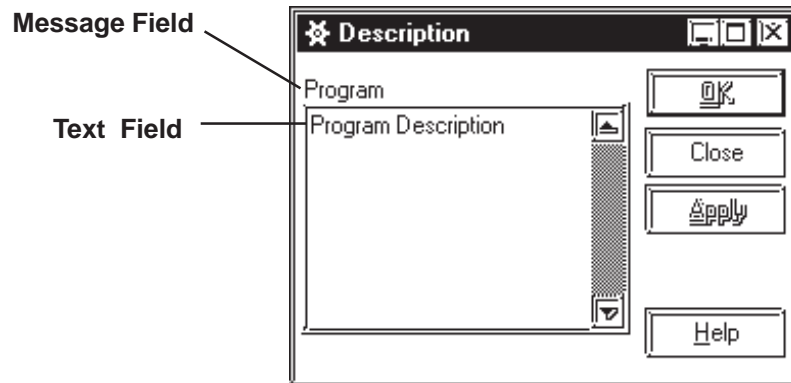 Message Field
Description
Program
Text Field
Program Description
OK
Close
Apply
Help